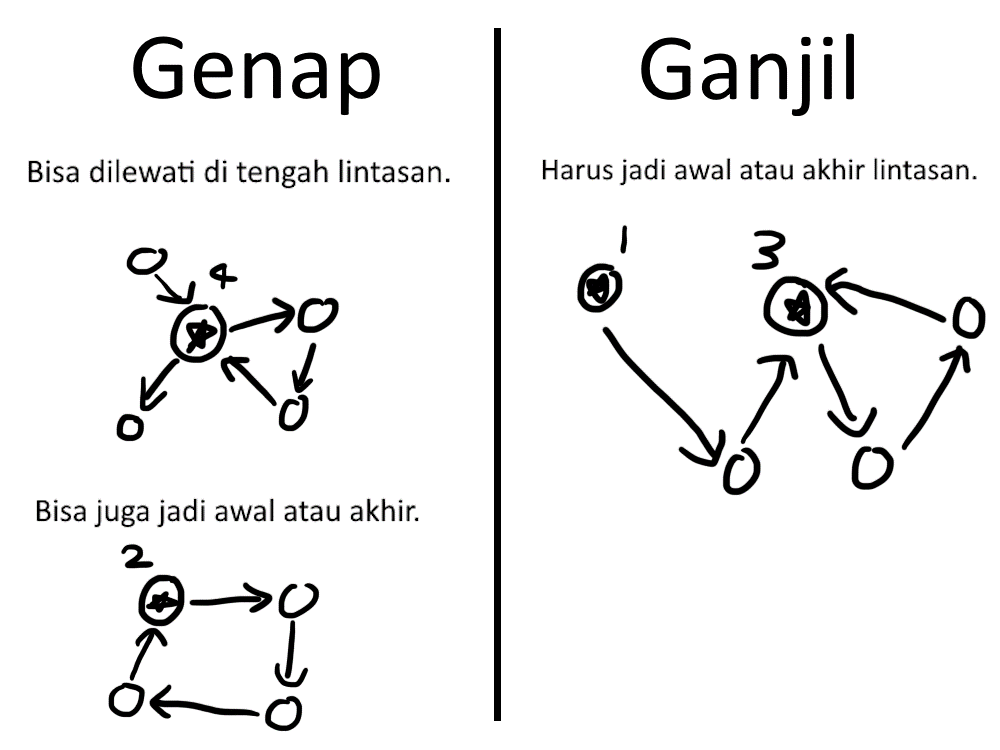 Genap
Bisa dilewati di tengah lintasan.
4
Bisa juga jadi awal atau akhir.
2
Ganjil
Harus jadi awal atau akhir lintasan.
1
3